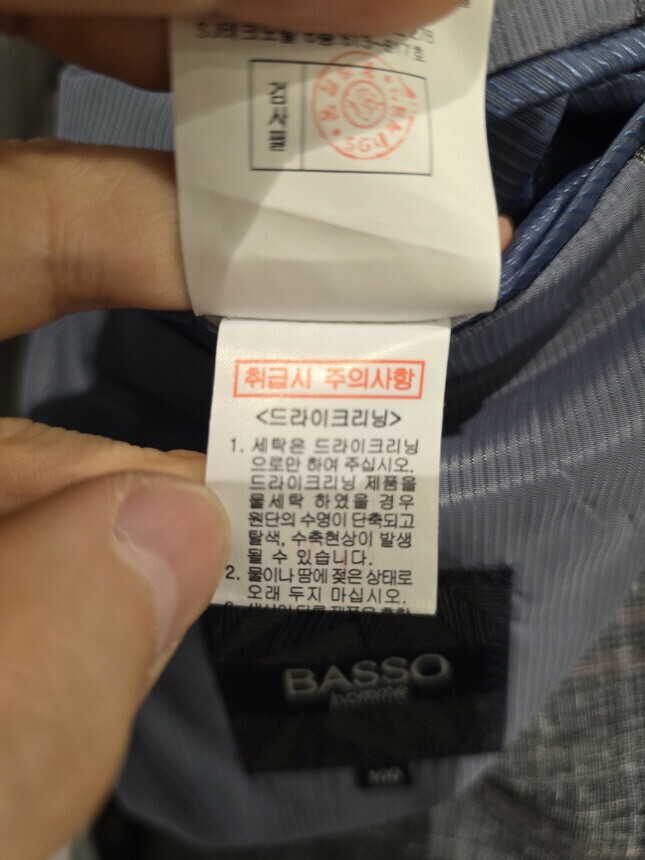 검사필
취급시 주의사항
<드라이크리닝>
1. 세탁은 드라이크리닝
으로만 하여 주십시오.
드라이크리닝 제품을
물세탁 하였을 경우
원단의 수명이 단축되고
탈색, 수축현상이 발생
될 수 있습니다.
2. 물이나 땀에 젖은 상태로
오래 두지 마십시오.
BASSO
homme
100